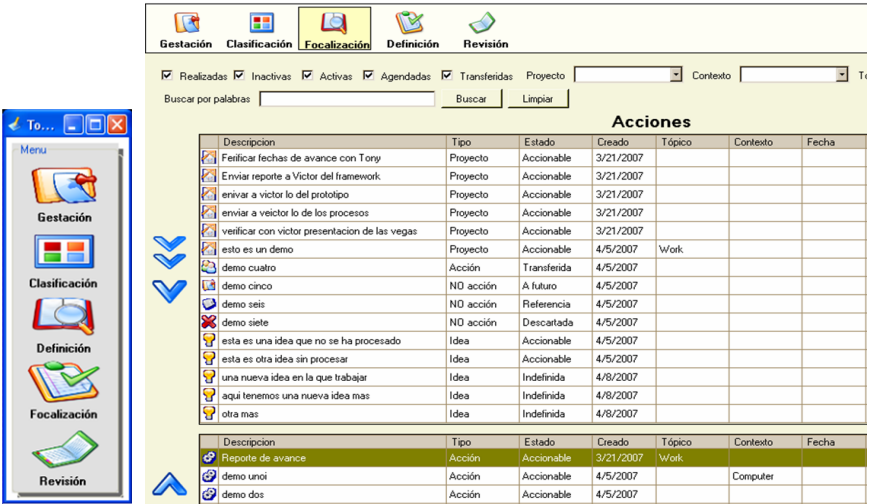 To...
Menu
Gestación
Clasificación
Definición
Focalización
Revisión
Gestación Clasificación Focalización Definición Revisión
Realizadas Inactivas Activas Agendadas Transferidas Proyecto Contexto
Buscar por palabras Buscar Limpiar
Acciones
Descripcion Tipo Estado Creado Tópico Contexto Fecha
Ferificar fechas de avance con Tony Proyecto Accionable 3/21/2007
Enviar reporte a Victor del framework Proyecto Accionable 3/21/2007
enivar a victor lo del prototipo Proyecto Accionable 3/21/2007
enviar a veictor lo de los procesos Proyecto Accionable 3/21/2007
verificar con victor presentacion de las vegas Proyecto Accionable 3/21/2007
esto es un demo Proyecto Accionable 4/5/2007 Work
demo cuatro Acción Transferida 4/5/2007
demo cinco NO acción A futuro 4/5/2007
demo seis NO acción Referencia 4/5/2007
demo siete NO acción Descartada 4/5/2007
esta es una idea que no se ha procesado Idea Accionable 4/5/2007
esta es otra idea sin procesar Idea Accionable 4/5/2007
una nueva idea en la que trabajar Idea Indefinida 4/8/2007
aqui tenemos una nueva idea mas Idea Indefinida 4/8/2007
otra mas Idea Indefinida 4/8/2007
Descripcion Tipo Estado Creado Tópico Contexto Fecha
Reporte de avance Acción Accionable 3/21/2007 Work
demo unoi Acción Accionable 4/5/2007 Computer
demo dos Acción Accionable 4/5/2007